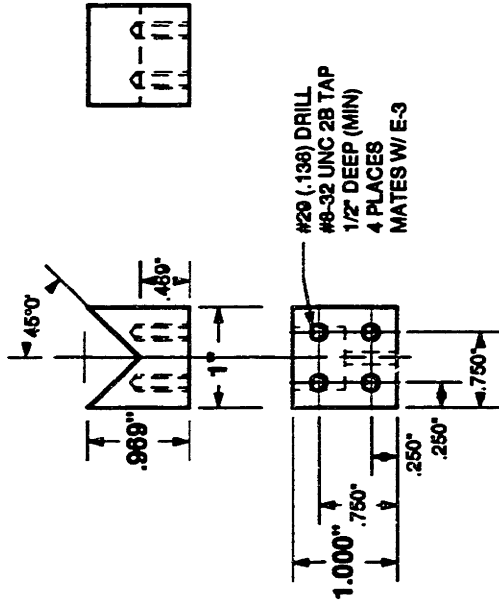 45°0'
.469"
.969"
1"
#29 (.136) DRILL
#8-32 UNC 2B TAP
1/2" DEEP (MIN)
4 PLACES
MATES W/ E-3
1.000"
.750"
.250"
.250"
.750"